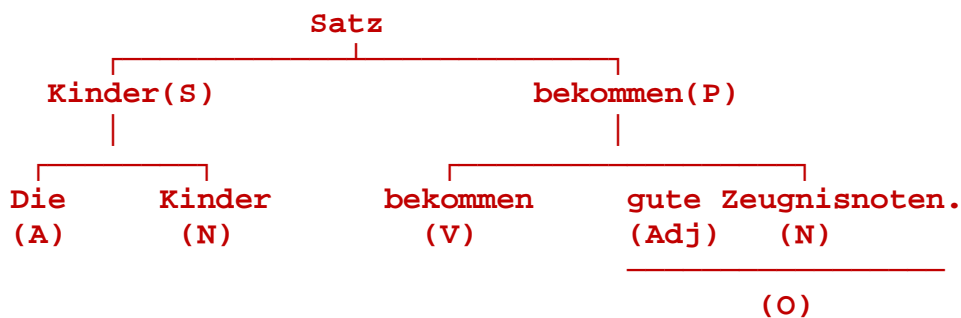 Satz
Kinder(S) bekommen(P)
Die Kinder bekommen gute Zeugnisnoten.
(A) (N) (V) (Adj) (N)
(O)